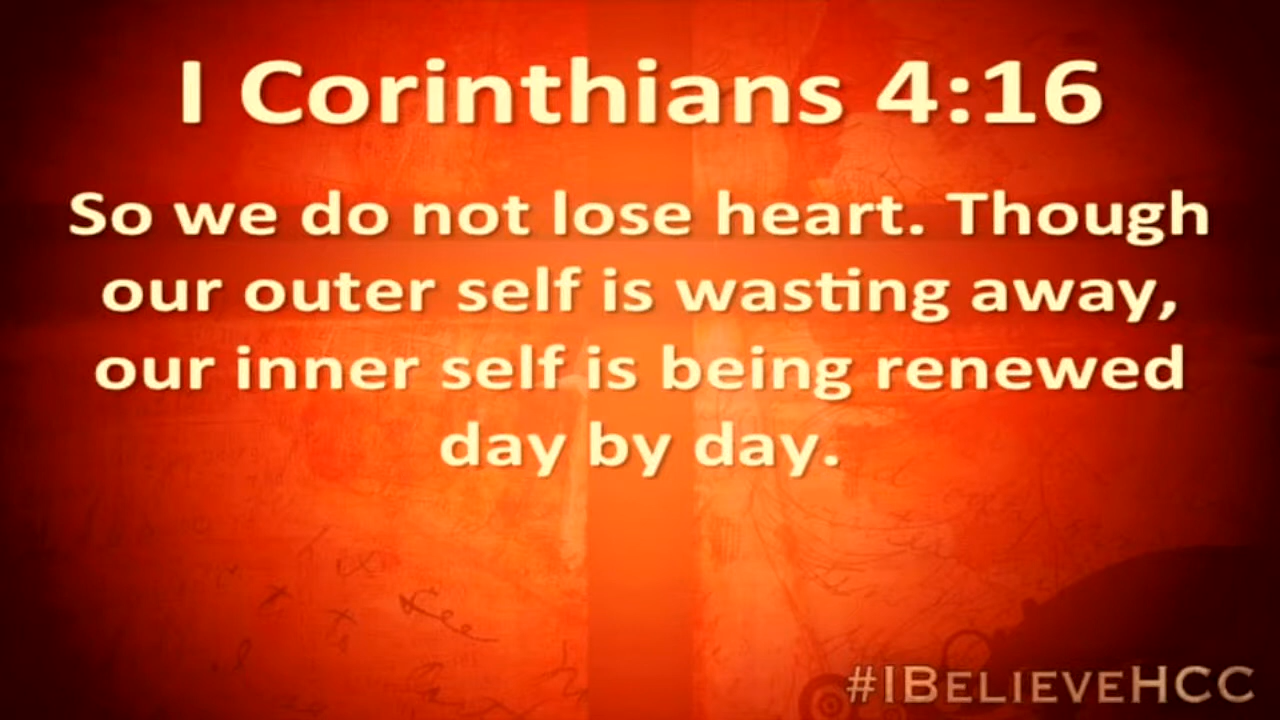 I Corinthians 4:16
So we do not lose heart. Though
our outer self is wasting away,
our inner self is being renewed
day by day.
#IBelieveHCC